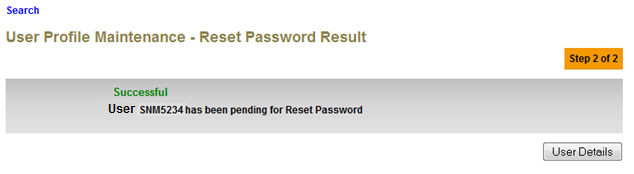 Search
User Profile Maintenance - Reset Password Result
Step 2 of 2
Successful
User SNM5234 has been pending for Reset Password
User Details